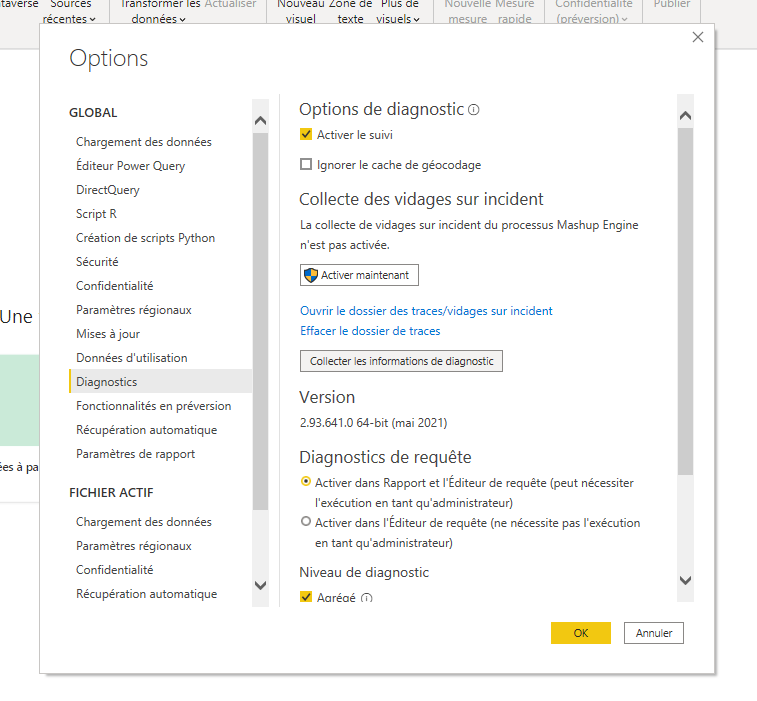 Sources
Transformer les Actualiser
Nouveau Zone de Plus de
Nouvelle Mesure
Confidentialité
Publier
récentes
données
visuel texte visuels
mesure rapide
(préversion)
Options
GLOBAL
Chargement des données
Éditeur Power Query
DirectQuery
Script R
Création de scripts Python
Sécurité
Confidentialité
Paramètres régionaux
Mises à jour
Données d'utilisation
Diagnostics
Fonctionnalités en préversion
Récupération automatique
Paramètres de rapport
FICHIER ACTIF
Chargement des données
Paramètres régionaux
Confidentialité
Récupération automatique
Options de diagnostic
Activer le suivi
Ignorer le cache de géocodage
Collecte des vidages sur incident
La collecte de vidages sur incident du processus Mashup Engine
n'est pas activée.
Activer maintenant
Ouvrir le dossier des traces/vidages sur incident
Effacer le dossier de traces
Collecter les informations de diagnostic
Version
2.93.641.0 64-bit (mai 2021)
Diagnostics de requête
Activer dans Rapport et l'Éditeur de requête (peut nécessiter
l'exécution en tant qu'administrateur)
Activer dans l'Éditeur de requête (ne nécessite pas l'exécution
en tant qu'administrateur)
Niveau de diagnostic
Agrégé
OK
Annuler
Une
ées à pa